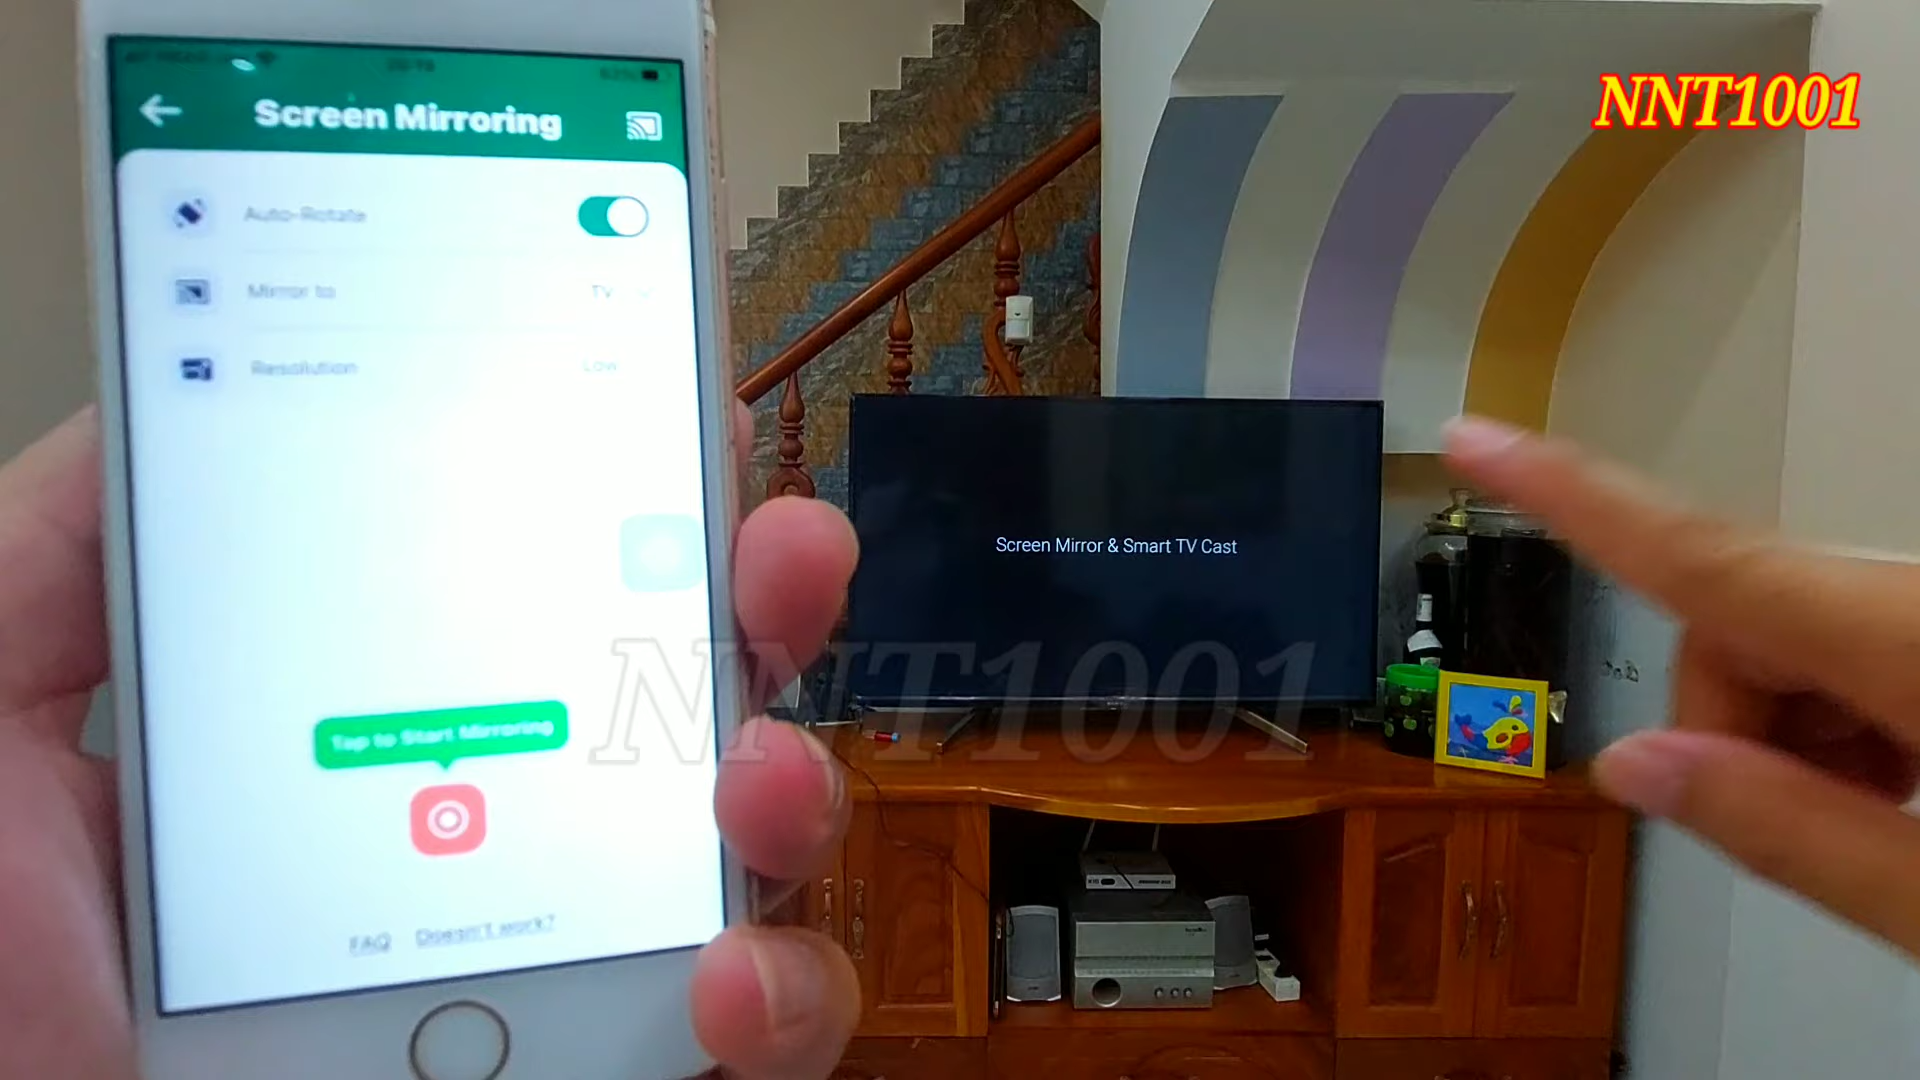 NNT1001
Screen Mirroring
Auto-Rotate
Mirror to TV
Resolution Low
Screen Mirror & Smart TV Cast
NNT1001
Tap to Start Mirroring
FAQ Doesn't work?